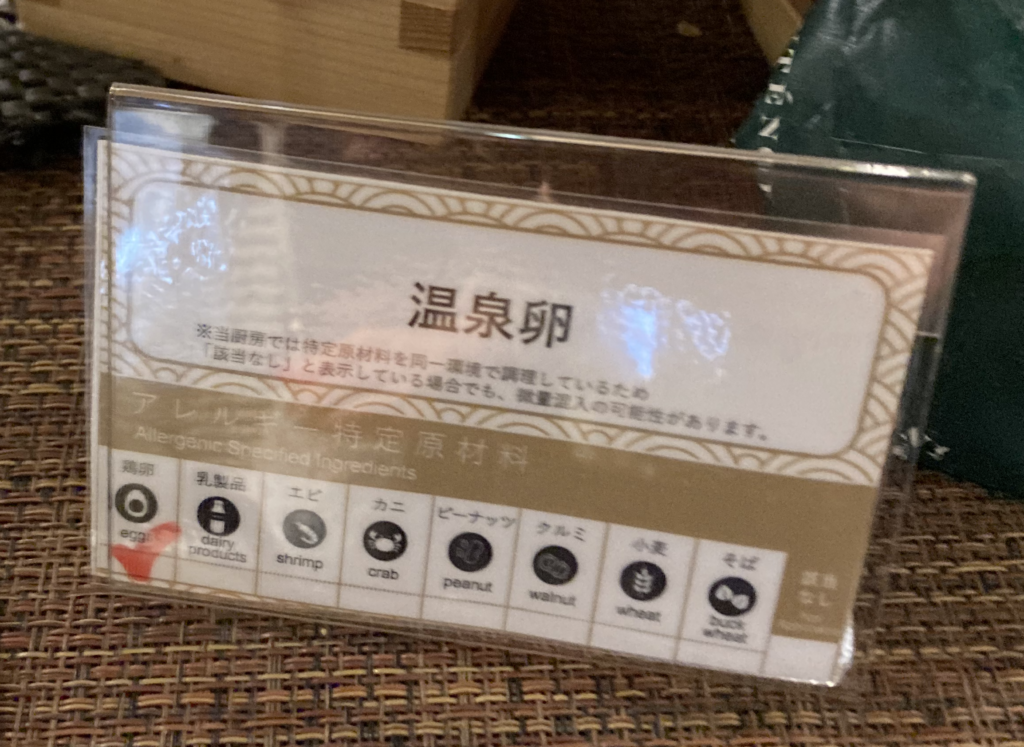 温泉卵
※当厨房では特定原材料を同一環境で調理しているため
「該当なし」と表示している場合でも、微量混入の可能性があります。
アレルギー特定原材料
Allergenic Specified Ingredients
鶏卵
egg
乳製品
dairy
products
エビ
shrimp
カニ
crab
ピーナッツ
peanut
クルミ
walnut
小麦
wheat
そば
buck
wheat
該当
なし